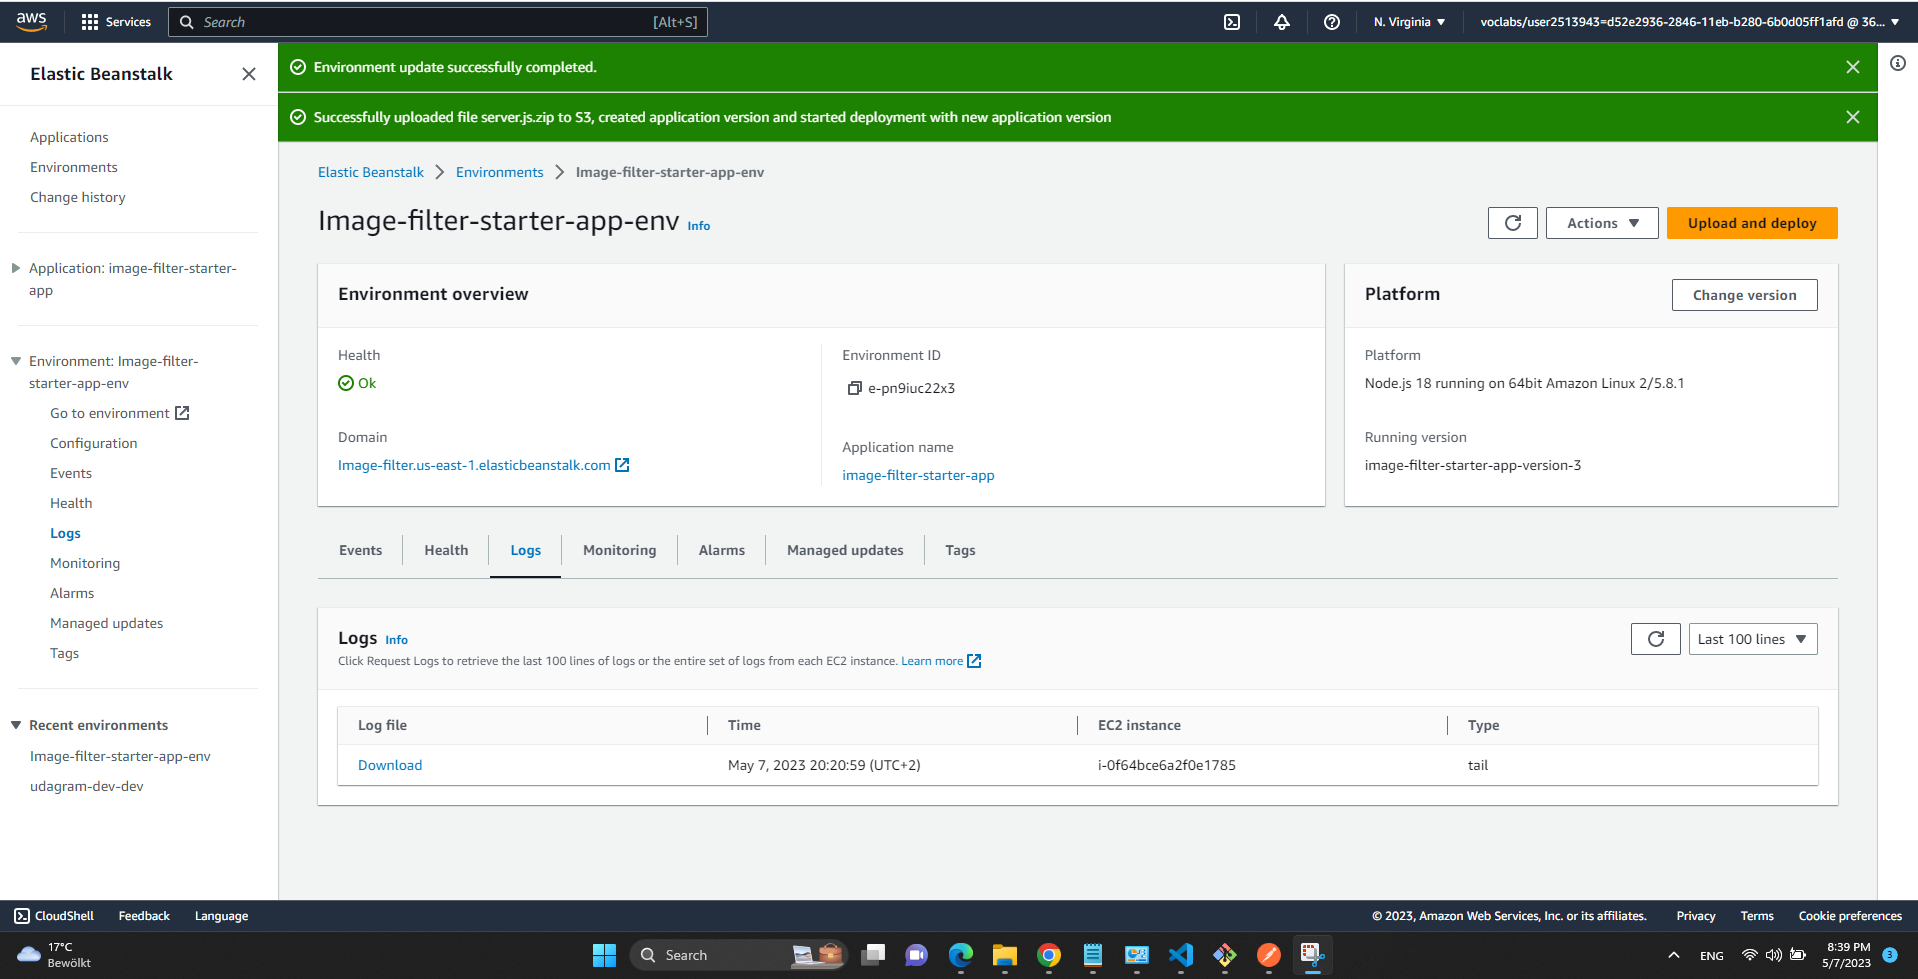 aws
Services
Search
[Alt+S]
N. Virginia
voclabs/user2513943=d52e2936-2846-11eb-b280-6b0d05ff1afd @ 36...
Elastic Beanstalk
Applications
Environments
Change history
Application: image-filter-starter-
app
Environment: Image-filter-
starter-app-env
Go to environment
Configuration
Events
Health
Logs
Monitoring
Alarms
Managed updates
Tags
Recent environments
Image-filter-starter-app-env
udagram-dev-dev
Environment update successfully completed.
Successfully uploaded file server.js.zip to S3, created application version and started deployment with new application version
Elastic Beanstalk
Environments
Image-filter-starter-app-env
Image-filter-starter-app-env Info
Actions
Upload and deploy
Environment overview
Health
Ok
Domain
Image-filter.us-east-1.elasticbeanstalk.com
Environment ID
e-pn9iuc22x3
Application name
image-filter-starter-app
Platform
Change version
Platform
Node.js 18 running on 64bit Amazon Linux 2/5.8.1
Running version
image-filter-starter-app-version-3
Events
Health
Logs
Monitoring
Alarms
Managed updates
Tags
Logs Info
Click Request Logs to retrieve the last 100 lines of logs or the entire set of logs from each EC2 instance. Learn more
Last 100 lines
Log file
Time
EC2 instance
Type
Download
May 7, 2023 20:20:59 (UTC+2)
i-0f64bce6a2f0e1785
tail
CloudShell
Feedback
Language
© 2023, Amazon Web Services, Inc. or its affiliates.
Privacy
Terms
Cookie preferences
17°C
Bewölkt
Search
ENG
8:39 PM
5/7/2023
3